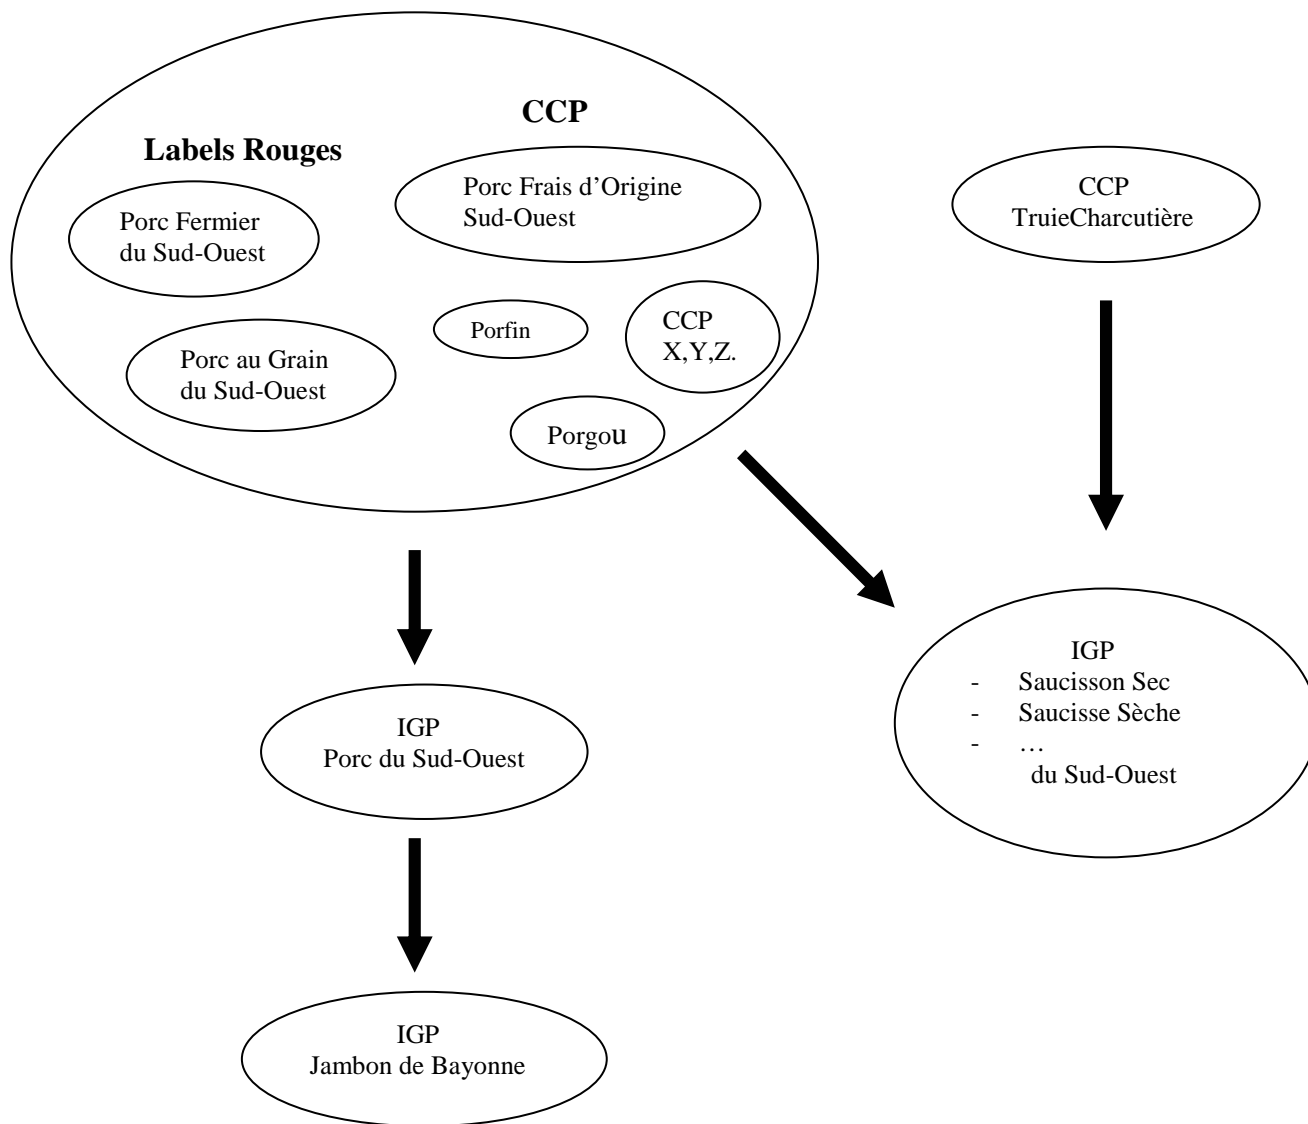 CCP
Labels Rouges
Porc Frais d'Origine
Sud-Ouest
CCP
TruieCharcutière
Porc Fermier
du Sud-Ouest
Porfin
CCP
X,Y,Z.
Porc au Grain
du Sud-Ouest
Porgou
IGP
Porc du Sud-Ouest
IGP
- Saucisson Sec
- Saucisse Sèche
- …
du Sud-Ouest
IGP
Jambon de Bayonne